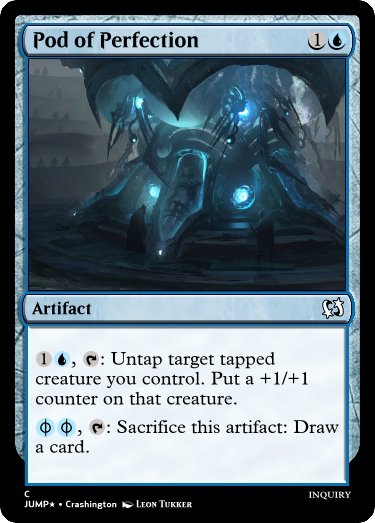 Pod of Perfection 1
Artifact
1, : Untap target tapped
creature you control. Put a +1/+1
counter on that creature.
, : Sacrifice this artifact: Draw
a card.
C
INQUIRY
JUMP★ • Crashington Leon Tukker